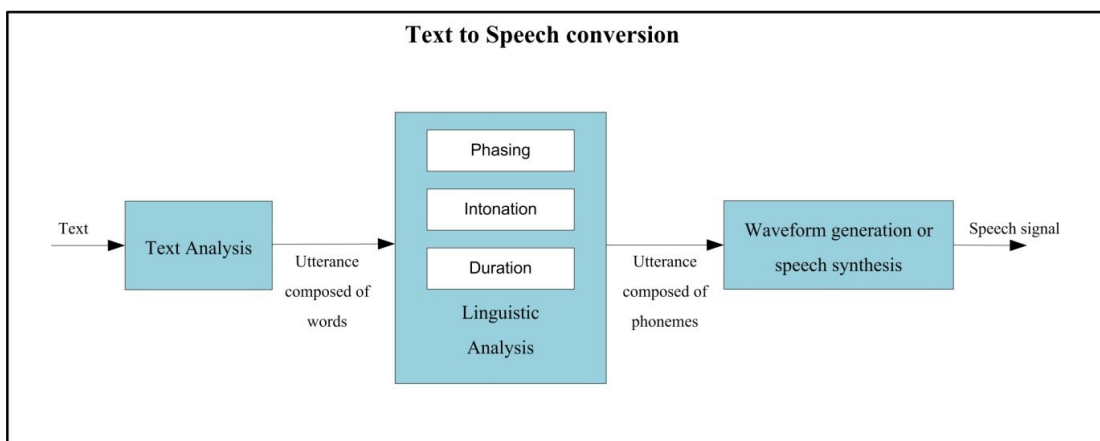 Text to Speech conversion
Text
Text Analysis
Utterance
composed of
words
Phasing
Intonation
Duration
Linguistic
Analysis
Utterance
composed of
phonemes
Waveform generation or
speech synthesis
Speech signal